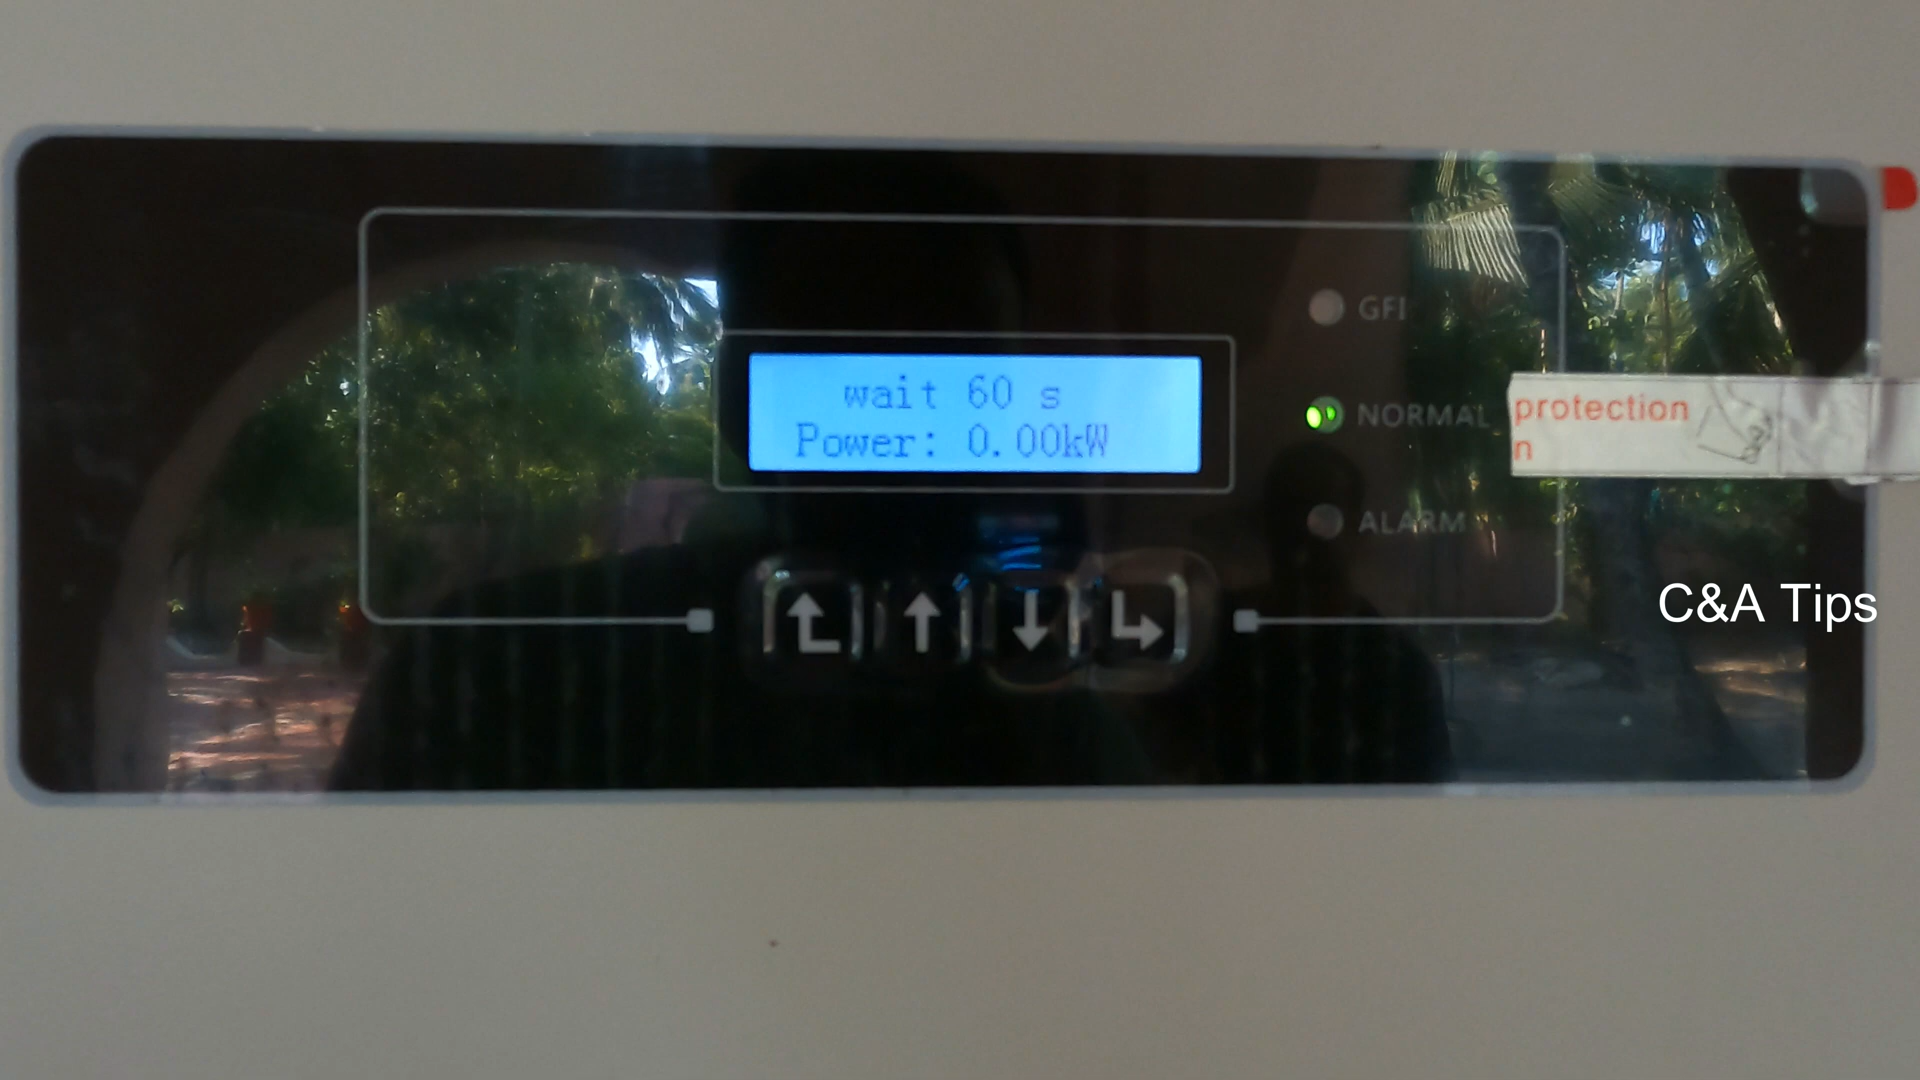 wait 60 s
Power: 0.00kW
GFI
NORMAL
ALARM
protection
n
C&A Tips